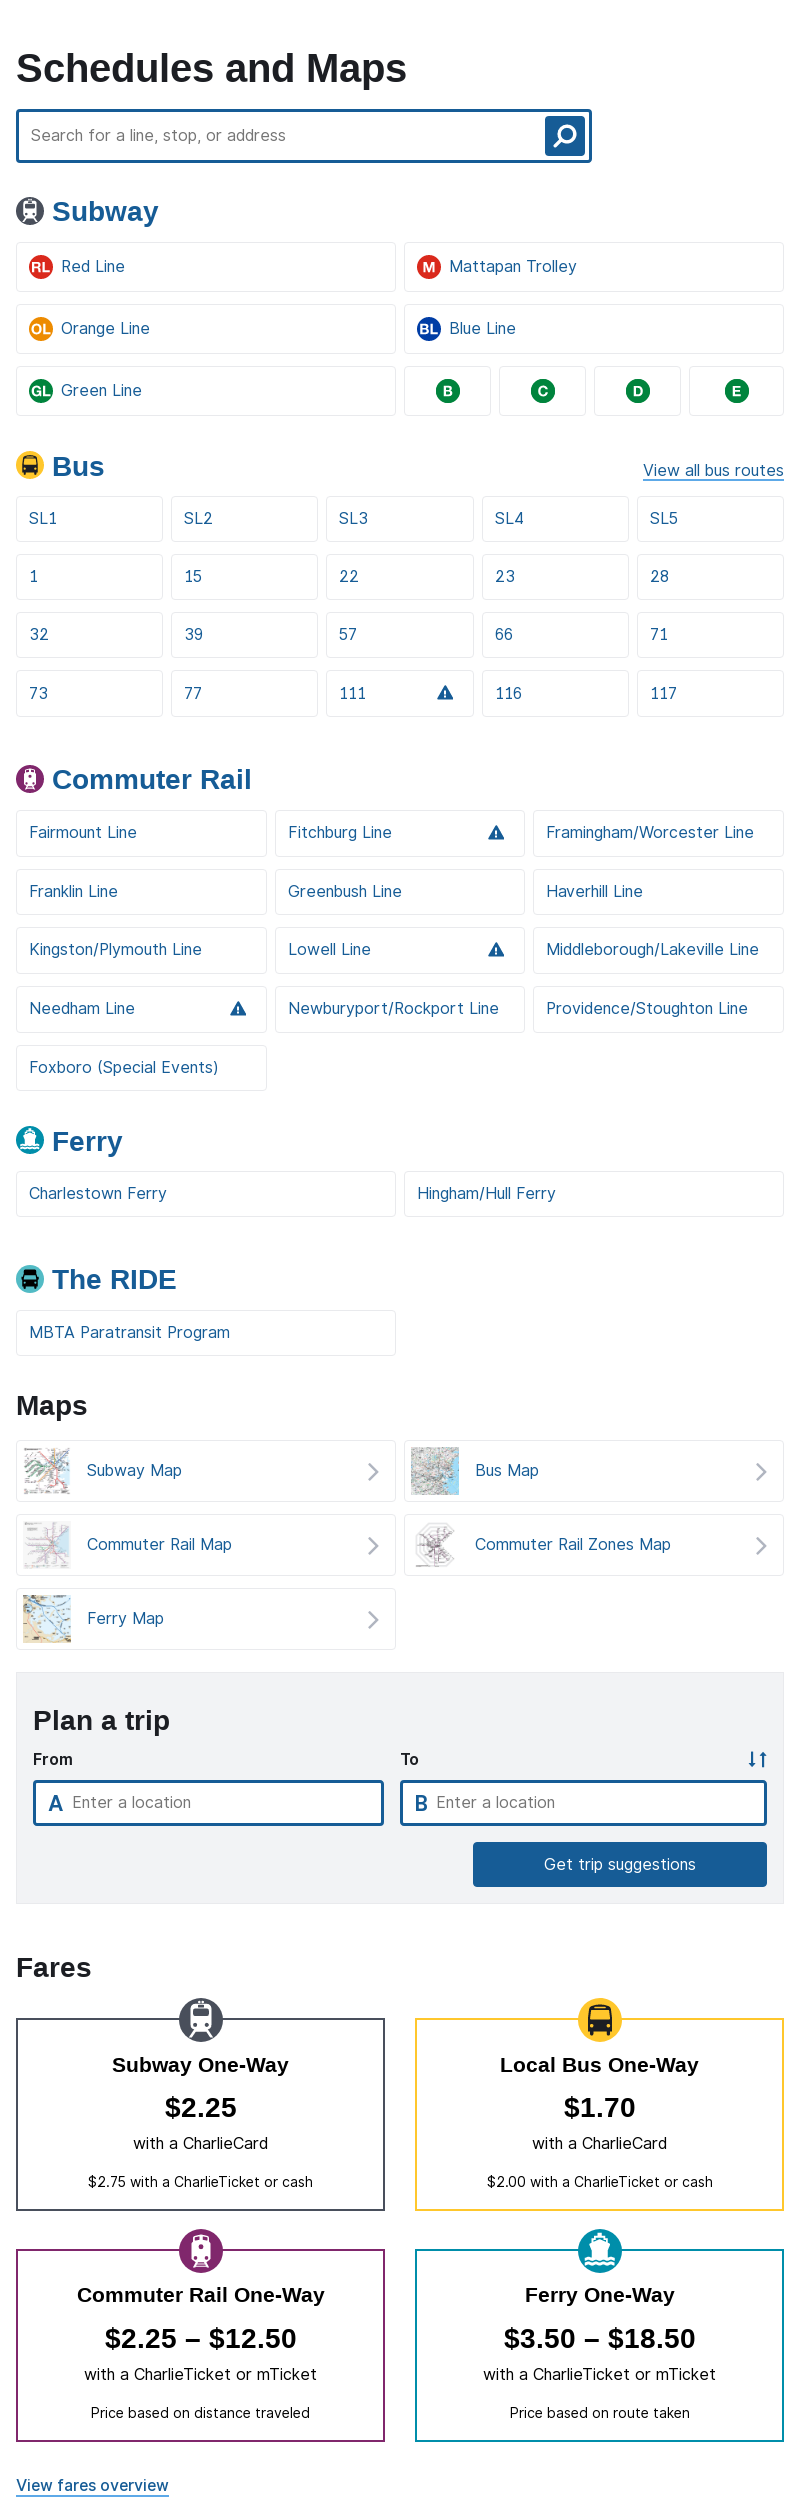 Schedules and Maps
Search for a line, stop, or address
Subway
RL Red Line
M Mattapan Trolley
OL Orange Line
BL Blue Line
GL Green Line
B C D E
Bus
View all bus routes
SL1 SL2 SL3 SL4 SL5
1 15 22 23 28
32 39 57 66 71
73 77 111 116 117
Commuter Rail
Fairmount Line Fitchburg Line Framingham/Worcester Line
Franklin Line Greenbush Line Haverhill Line
Kingston/Plymouth Line Lowell Line Middleborough/Lakeville Line
Needham Line Newburyport/Rockport Line Providence/Stoughton Line
Foxboro (Special Events)
Ferry
Charlestown Ferry Hingham/Hull Ferry
The RIDE
MBTA Paratransit Program
Maps
Subway Map Bus Map
Commuter Rail Map Commuter Rail Zones Map
Ferry Map
Plan a trip
From To
A Enter a location B Enter a location
Get trip suggestions
Fares
Subway One-Way
$2.25
with a CharlieCard
$2.75 with a CharlieTicket or cash
Local Bus One-Way
$1.70
with a CharlieCard
$2.00 with a CharlieTicket or cash
Commuter Rail One-Way
$2.25 – $12.50
with a CharlieTicket or mTicket
Price based on distance traveled
Ferry One-Way
$3.50 – $18.50
with a CharlieTicket or mTicket
Price based on route taken
View fares overview